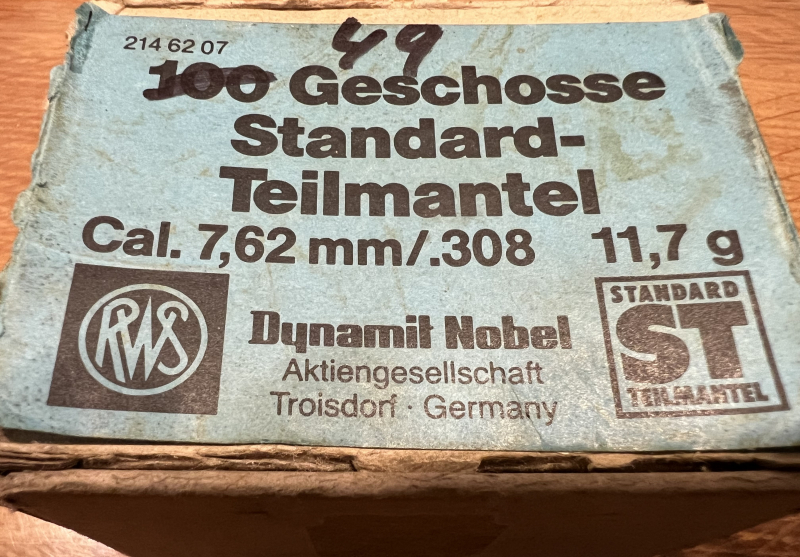 49
214 62 07
100 Geschosse
Standard-
Teilmantel
Cal. 7,62 mm/.308 11,7 g
RWS
Dynamit Nobel
Aktiengesellschaft
Troisdorf · Germany
STANDARD
ST
TEILMANTEL